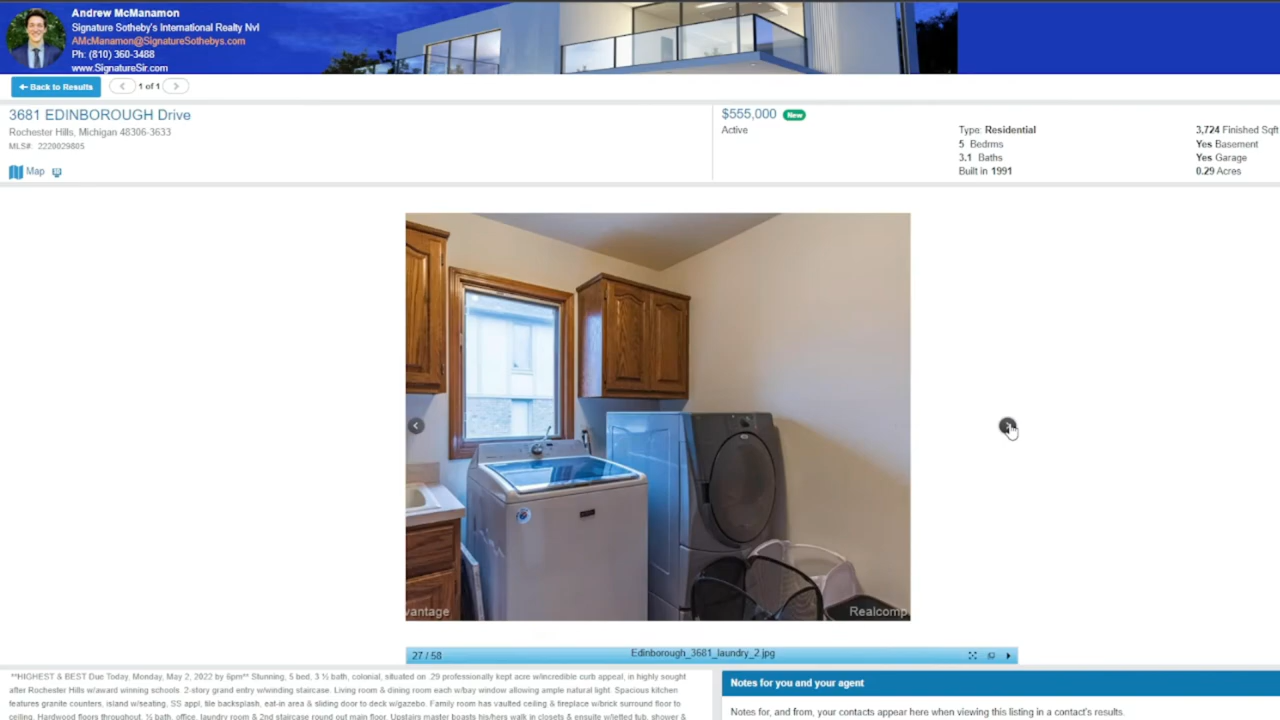 Andrew McManamon
Signature Sotheby's International Realty Nvl
AMcManamon@SignatureSothebys.com
Ph: (810) 360-3488
www.SignatureSir.com
Back to Results
1 of 1
3681 EDINBOROUGH Drive
Rochester Hills, Michigan 48306-3633
MLS#: 2220029805
Map
$555,000 New
Active
Type: Residential
5 Bedrms
3.1 Baths
Built in 1991
3,724 Finished Sqft
Yes Basement
Yes Garage
0.29 Acres
vantage
Realcomp
27 / 58
Edinborough_3681_laundry_2.jpg
**HIGHEST & BEST Due Today, Monday, May 2, 2022 by 6pm** Stunning, 5 bed, 3 ½ bath, colonial, situated on .29 professionally kept acre w/incredible curb appeal, in highly sought
after Rochester Hills w/award winning schools. 2-story grand entry w/winding staircase. Living room & dining room each w/bay window allowing ample natural light. Spacious kitchen
features granite counters, island w/seating, SS appl, tile backsplash, eat-in area & sliding door to deck w/gazebo. Family room has vaulted ceiling & fireplace w/brick surround floor to
ceiling. Hardwood floors throughout. ½ bath, office, laundry room & 2nd staircase round out main floor. Upstairs master boasts his/hers walk in closets & ensuite w/jetted tub, shower &
Notes for you and your agent
Notes for, and from, your contacts appear here when viewing this listing in a contact's results.